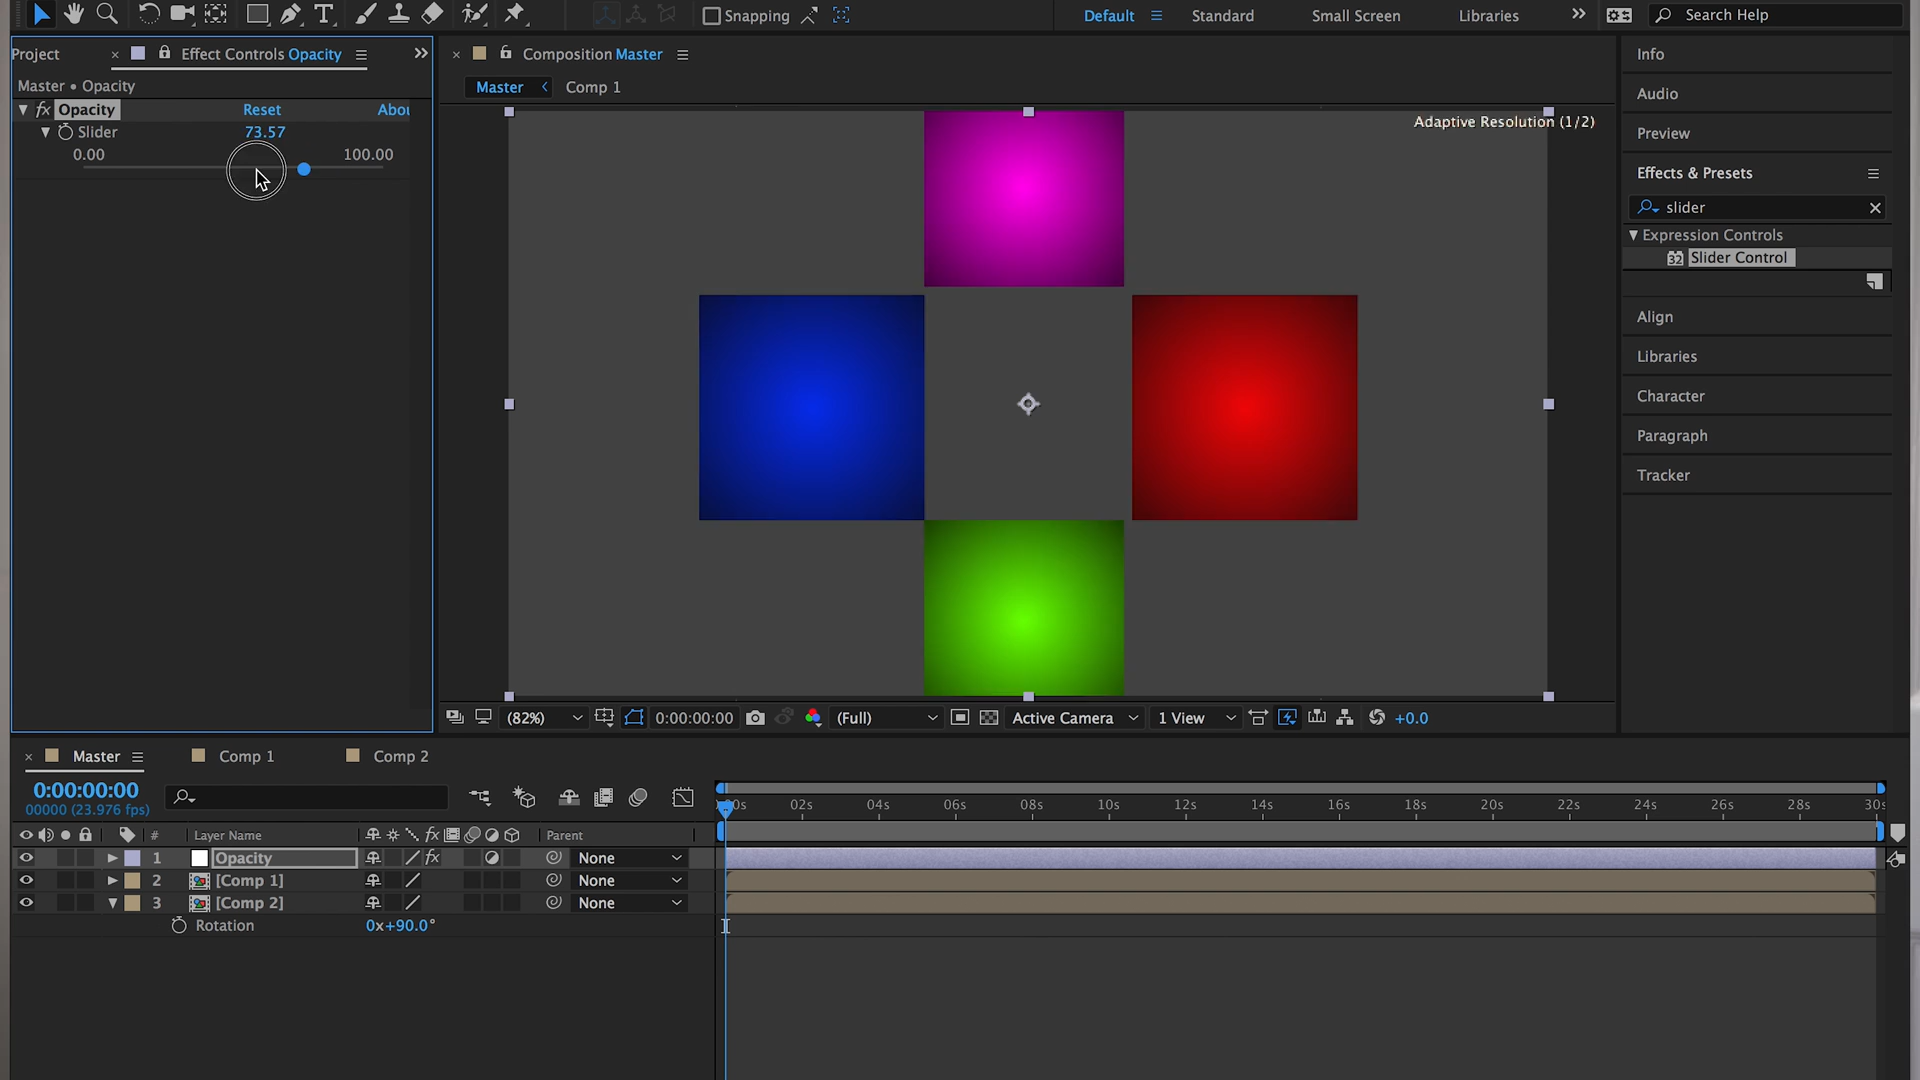 Snapping
Default
Standard
Small Screen
Libraries
Search Help
Project
Effect Controls Opacity
Composition Master
Info
Master • Opacity
Master
Comp 1
Audio
fx Opacity
Reset
Abou
Slider
73.57
0.00
100.00
Adaptive Resolution (1/2)
Preview
Effects & Presets
slider
Expression Controls
32 Slider Control
Align
Libraries
Character
Paragraph
Tracker
(82%)
0:00:00:00
(Full)
Active Camera
1 View
+0.0
Master
Comp 1
Comp 2
0:00:00:00
00000 (23.976 fps)
02s 04s 06s 08s 10s 12s 14s 16s 18s 20s 22s 24s 26s 28s
# Layer Name fx Parent
1 Opacity fx None
2 [Comp 1] None
3 [Comp 2] None
Rotation 0x+90.0°